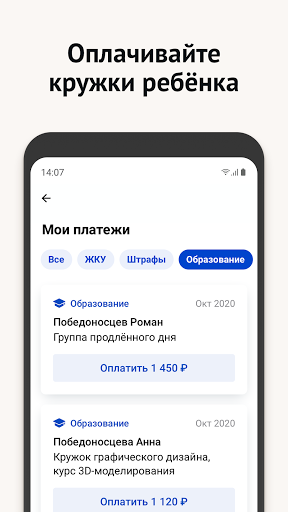 Оплачивайте
кружки ребёнка
14:07
Мои платежи
Все ЖКУ Штрафы Образование
Образование Окт 2020
Победоносцев Роман
Группа продлённого дня
Оплатить 1 450 ₽
Образование Окт 2020
Победоносцева Анна
Кружок графического дизайна,
курс 3D-моделирования
Оплатить 1 120 ₽